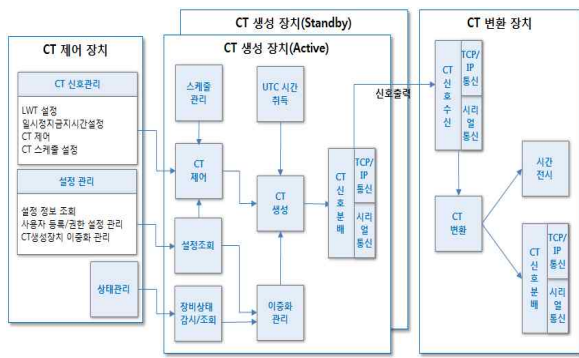 CT 생성 장치(Standby)
CT 제어 장치
CT 신호관리
LWT 설정
일시정지금지시간설정
CT 제어
CT 스케쥴 설정
설정 관리
설정 정보 조회
사용자 등록/권한 설정 관리
CT생성장치 이중화 관리
상태관리
CT 생성 장치(Active)
스케쥴
관리
UTC 시간
취득
CT
제어
CT
생성
CT
신
호
분
배
TCP/
IP
통신
시리
얼
통신
설정조회
장비상태
감시/조회
이중화
관리
신호출력
CT 변환 장치
CT
신
호
수
신
TCP/
IP
통신
시리
얼
통신
CT
변환
시간
전시
CT
신
호
분
배
TCP/
IP
통신
시리
얼
통신